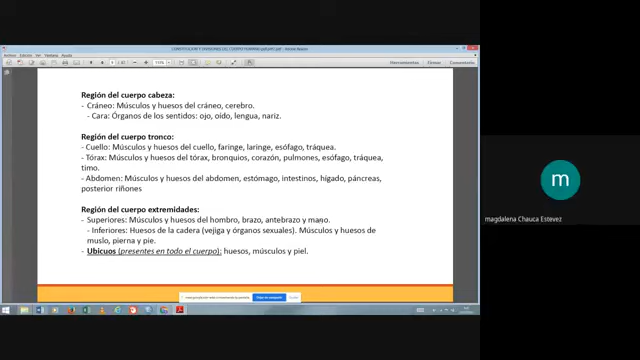 Archivo Edición Ver Ventana Ayuda
Herramientas Firmar Comentario
Región del cuerpo cabeza:
- Cráneo: Músculos y huesos del cráneo, cerebro.
- Cara: Órganos de los sentidos: ojo, oído, lengua, nariz.
Región del cuerpo tronco:
- Cuello: Músculos y huesos del cuello, faringe, laringe, esófago, tráquea.
- Tórax: Músculos y huesos del tórax, bronquios, corazón, pulmones, esófago, tráquea,
timo.
- Abdomen: Músculos y huesos del abdomen, estómago, intestinos, hígado, páncreas,
posterior riñones
Región del cuerpo extremidades:
- Superiores: Músculos y huesos del hombro, brazo, antebrazo y mano.
- Inferiores: Huesos de la cadera (vejiga y órganos sexuales). Músculos y huesos de
muslo, pierna y pie.
- Ubicuos (presentes en todo el cuerpo): huesos, músculos y piel.
m
magdalena Chauca Estevez